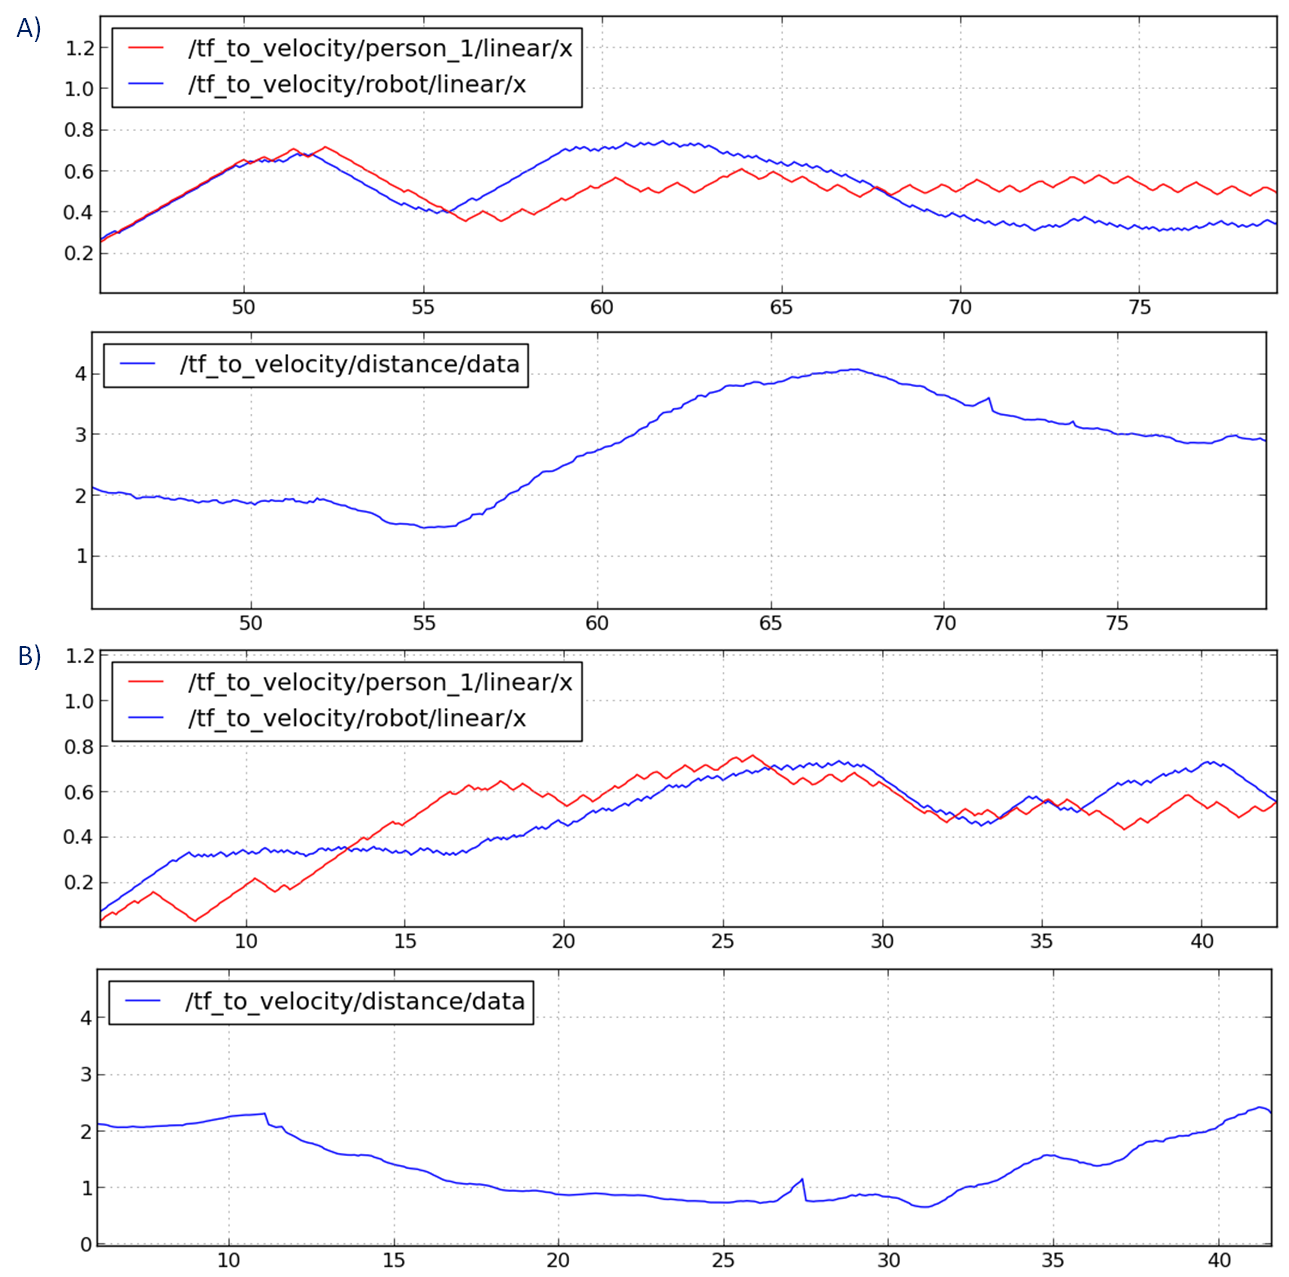 A)
/tf_to_velocity/person_1/linear/x
/tf_to_velocity/robot/linear/x
1.2
1.0
0.8
0.6
0.4
0.2
50 55 60 65 70 75
/tf_to_velocity/distance/data
4
3
2
1
50 55 60 65 70 75
B)
/tf_to_velocity/person_1/linear/x
/tf_to_velocity/robot/linear/x
1.2
1.0
0.8
0.6
0.4
0.2
10 15 20 25 30 35 40
/tf_to_velocity/distance/data
4
3
2
1
0
10 15 20 25 30 35 40